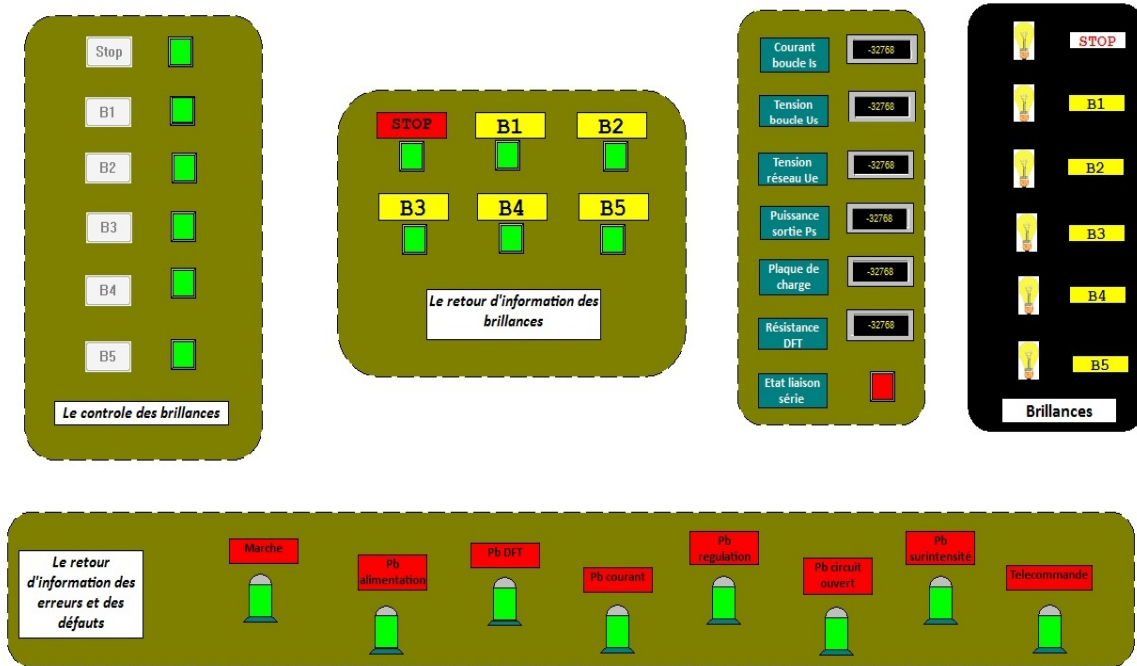 Stop
B1
B2
B3
B4
B5
Le controle des brillances
STOP
B1
B2
B3
B4
B5
Le retour d'information des
brillances
Courant
boucle Is
-32768
Tension
boucle Us
-32768
Tension
réseau Ue
-32768
Puissance
sortie Ps
-32768
Plaque de
charge
-32768
Résistance
DFT
-32768
Etat liaison
série
STOP
B1
B2
B3
B4
B5
Brillances
Le retour
d'information des
erreurs et des
défauts
Marche
Pb
alimentation
Pb DFT
Pb courant
Pb
regulation
Pb circuit
ouvert
Pb
surintensité
Telecommande